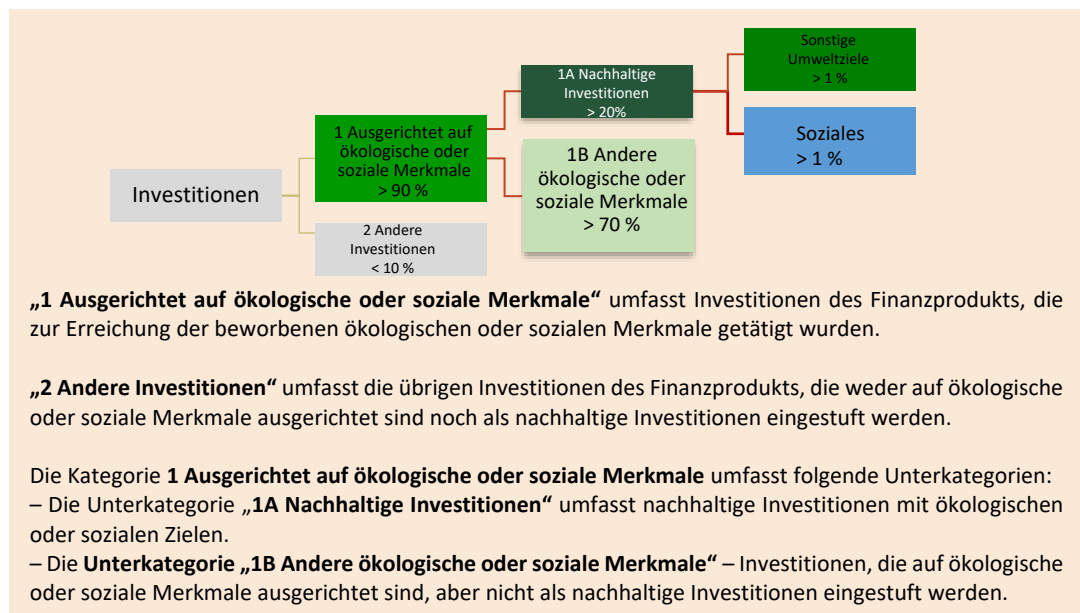 Investitionen
1 Ausgerichtet auf
ökologische oder
soziale Merkmale
> 90 %
2 Andere
Investitionen
< 10 %
1A Nachhaltige
Investitionen
> 20%
1B Andere
ökologische oder
soziale Merkmale
> 70 %
Sonstige
Umweltziele
> 1 %
Soziales
> 1 %
„1 Ausgerichtet auf ökologische oder soziale Merkmale“ umfasst Investitionen des Finanzprodukts, die
zur Erreichung der beworbenen ökologischen oder sozialen Merkmale getätigt wurden.
„2 Andere Investitionen“ umfasst die übrigen Investitionen des Finanzprodukts, die weder auf ökologische
oder soziale Merkmale ausgerichtet sind noch als nachhaltige Investitionen eingestuft werden.
Die Kategorie 1 Ausgerichtet auf ökologische oder soziale Merkmale umfasst folgende Unterkategorien:
– Die Unterkategorie „1A Nachhaltige Investitionen“ umfasst nachhaltige Investitionen mit ökologischen
oder sozialen Zielen.
– Die Unterkategorie „1B Andere ökologische oder soziale Merkmale“ – Investitionen, die auf ökologische
oder soziale Merkmale ausgerichtet sind, aber nicht als nachhaltige Investitionen eingestuft werden.